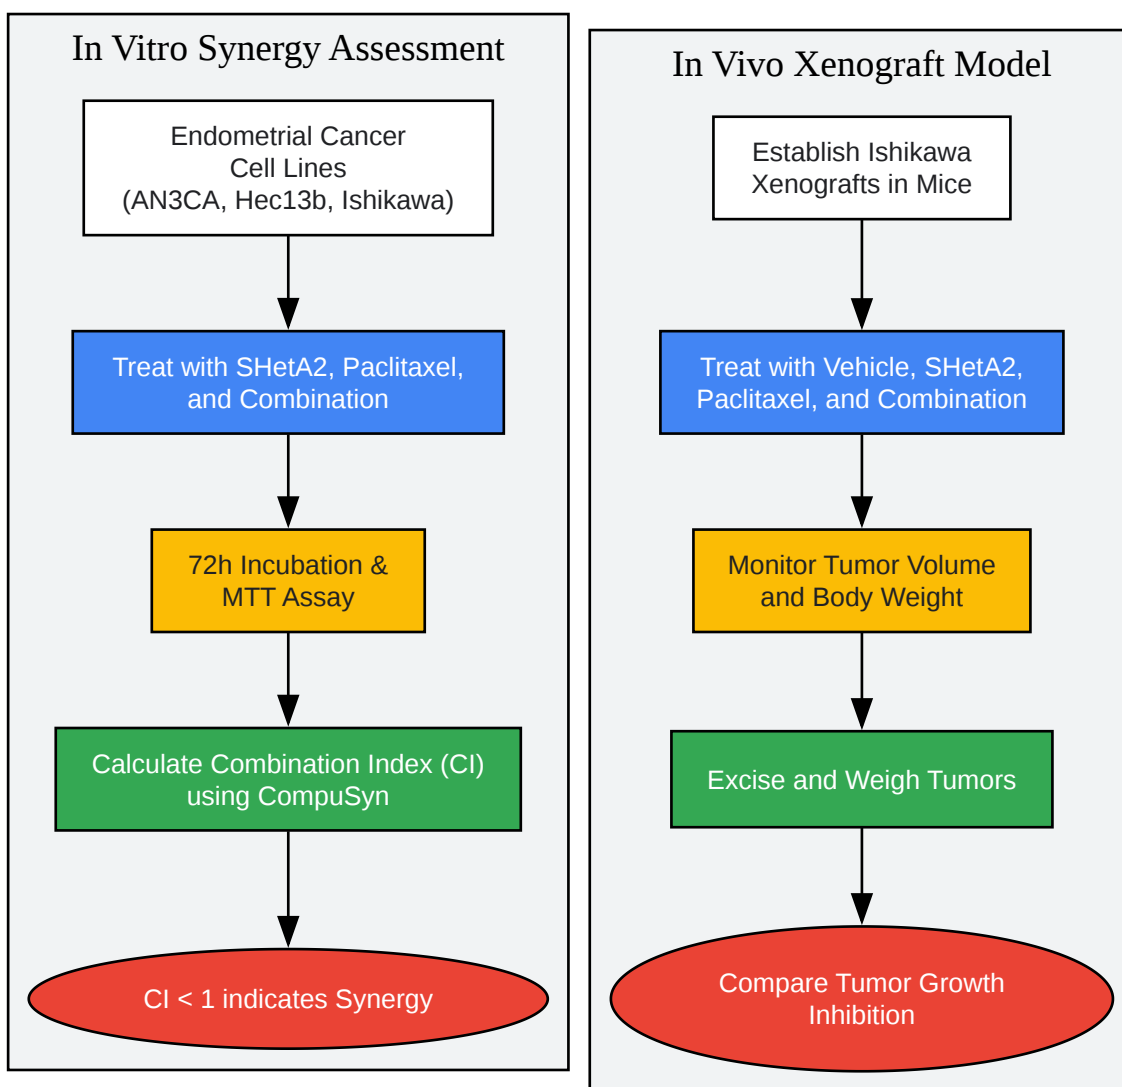 In Vitro Synergy Assessment
Endometrial Cancer
Cell Lines
(AN3CA, Hec13b, Ishikawa)
Treat with SHetA2, Paclitaxel,
and Combination
72h Incubation &
MTT Assay
Calculate Combination Index (CI)
using CompuSyn
CI < 1 indicates Synergy
In Vivo Xenograft Model
Establish Ishikawa
Xenografts in Mice
Treat with Vehicle, SHetA2,
Paclitaxel, and Combination
Monitor Tumor Volume
and Body Weight
Excise and Weigh Tumors
Compare Tumor Growth
Inhibition